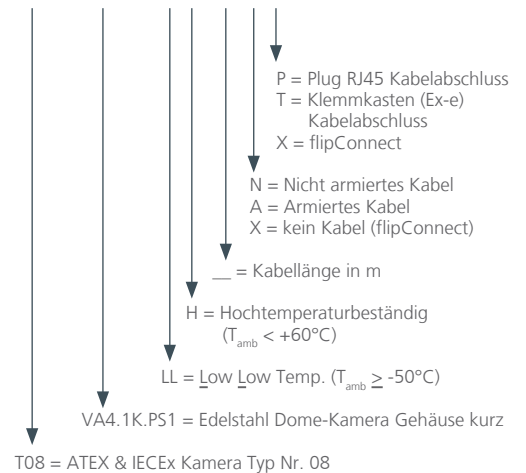 P = Plug RJ45 Kabelabschluss
T = Klemmkasten (Ex-e)
Kabelabschluss
X = flipConnect
N = Nicht armiertes Kabel
A = Armiertes Kabel
X = kein Kabel (flipConnect)
__ = Kabellänge in m
H = Hochtemperaturbeständig
(Tamb < +60°C)
LL = Low Low Temp. (Tamb ≥ -50°C)
VA4.1K.PS1 = Edelstahl Dome-Kamera Gehäuse kurz
T08 = ATEX & IECEx Kamera Typ Nr. 08